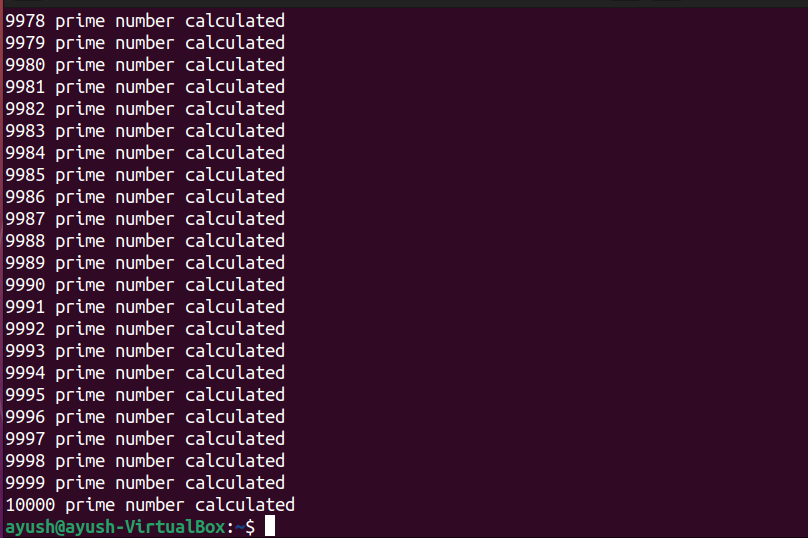 9978 prime number calculated
9979 prime number calculated
9980 prime number calculated
9981 prime number calculated
9982 prime number calculated
9983 prime number calculated
9984 prime number calculated
9985 prime number calculated
9986 prime number calculated
9987 prime number calculated
9988 prime number calculated
9989 prime number calculated
9990 prime number calculated
9991 prime number calculated
9992 prime number calculated
9993 prime number calculated
9994 prime number calculated
9995 prime number calculated
9996 prime number calculated
9997 prime number calculated
9998 prime number calculated
9999 prime number calculated
10000 prime number calculated
ayush@ayush-VirtualBox:~$